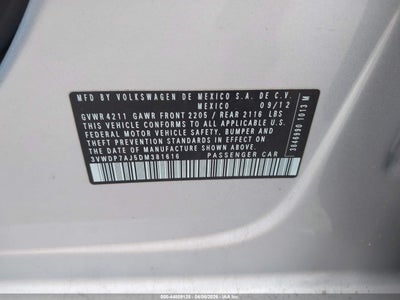 MFD BY VOLKSWAGEN DE MEXICO S.A. DE C.V.
MEXICO 09/12
GVWR 4211 GAWR FRONT 2205 / REAR 2116 LBS
THIS VEHICLE CONFORMS TO ALL APPLICABLE U.S.
FEDERAL MOTOR VEHICLE SAFETY, BUMPER AND
THEFT PREVENTION STANDARDS IN EFFECT ON
THE DATE OF MANUFACTURE SHOWN ABOVE.
3VWDP7AJ5DM381616 PASSENGER CAR